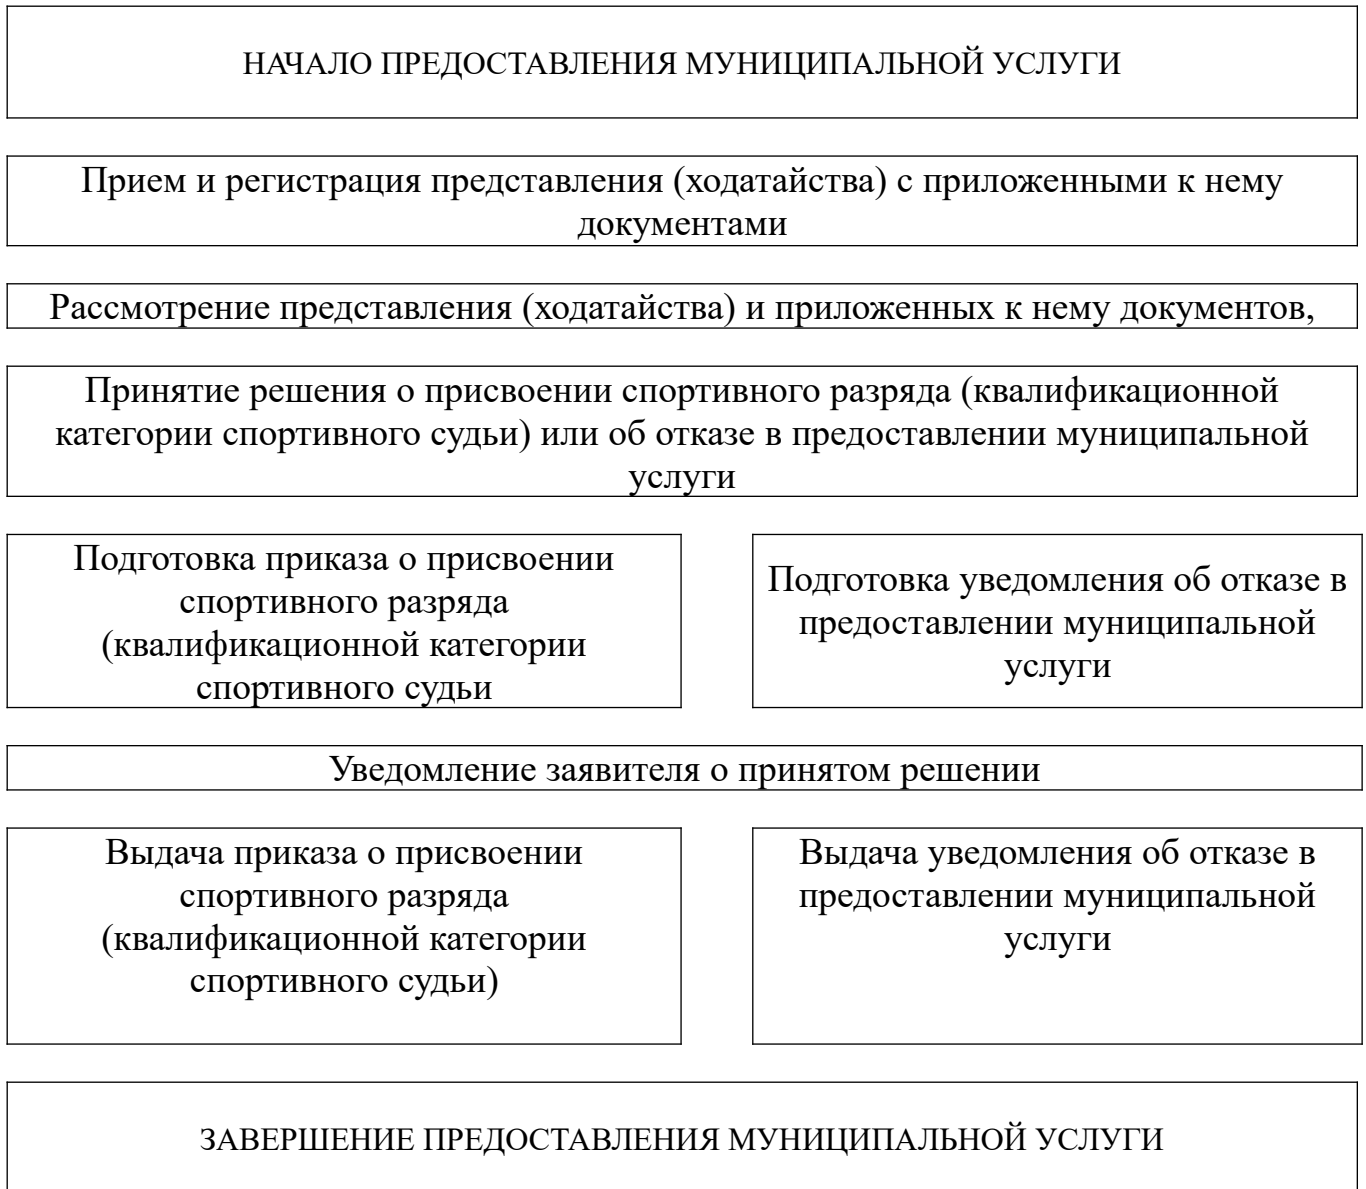 НАЧАЛО ПРЕДОСТАВЛЕНИЯ МУНИЦИПАЛЬНОЙ УСЛУГИ
Прием и регистрация представления (ходатайства) с приложенными к нему
документами
Рассмотрение представления (ходатайства) и приложенных к нему документов,
Принятие решения о присвоении спортивного разряда (квалификационной
категории спортивного судьи) или об отказе в предоставлении муниципальной
услуги
Подготовка приказа о присвоении
спортивного разряда
(квалификационной категории
спортивного судьи
Подготовка уведомления об отказе в
предоставлении муниципальной
услуги
Уведомление заявителя о принятом решении
Выдача приказа о присвоении
спортивного разряда
(квалификационной категории
спортивного судьи)
Выдача уведомления об отказе в
предоставлении муниципальной
услуги
ЗАВЕРШЕНИЕ ПРЕДОСТАВЛЕНИЯ МУНИЦИПАЛЬНОЙ УСЛУГИ